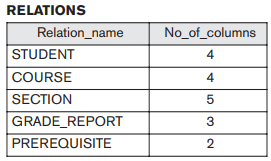 RELATIONS
Relation_name No_of_columns
STUDENT 4
COURSE 4
SECTION 5
GRADE_REPORT 3
PREREQUISITE 2